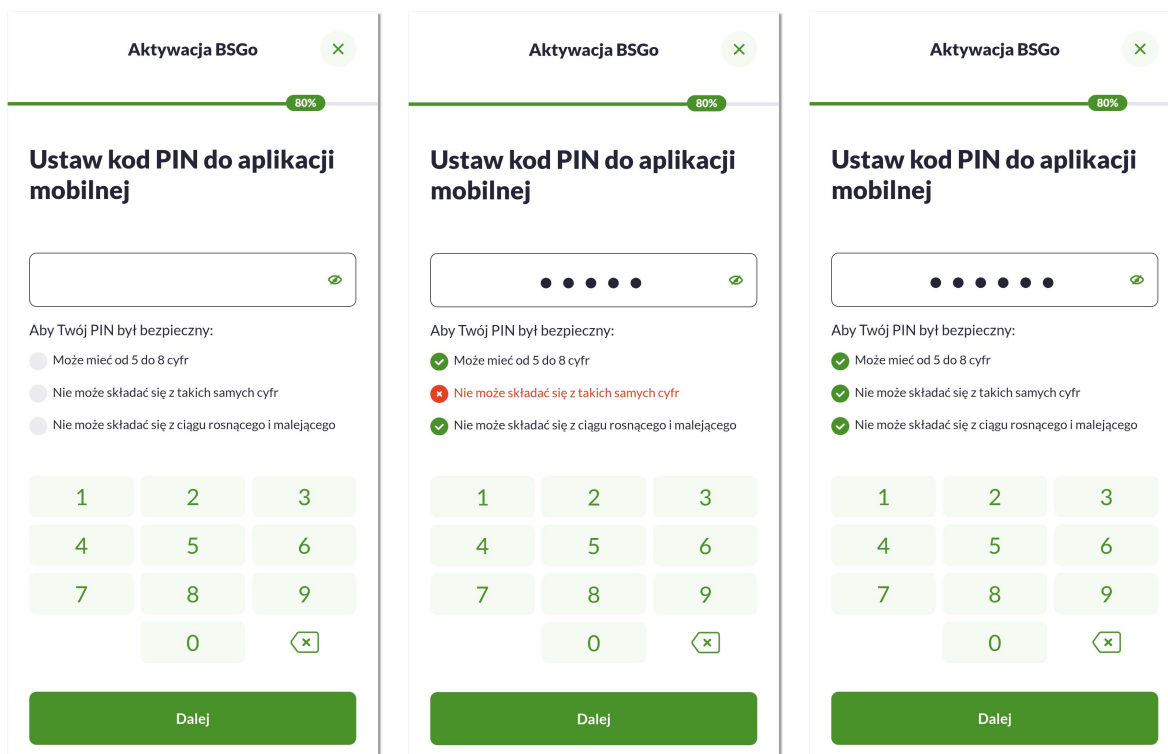 Aktywacja BSGo
80%
Ustaw kod PIN do aplikacji
mobilnej
Aby Twój PIN był bezpieczny:
Może mieć od 5 do 8 cyfr
Nie może składać się z takich samych cyfr
Nie może składać się z ciągu rosnącego i malejącego
1 2 3
4 5 6
7 8 9
0
Dalej
Aktywacja BSGo
80%
Ustaw kod PIN do aplikacji
mobilnej
Aby Twój PIN był bezpieczny:
Może mieć od 5 do 8 cyfr
Nie może składać się z takich samych cyfr
Nie może składać się z ciągu rosnącego i malejącego
1 2 3
4 5 6
7 8 9
0
Dalej
Aktywacja BSGo
80%
Ustaw kod PIN do aplikacji
mobilnej
Aby Twój PIN był bezpieczny:
Może mieć od 5 do 8 cyfr
Nie może składać się z takich samych cyfr
Nie może składać się z ciągu rosnącego i malejącego
1 2 3
4 5 6
7 8 9
0
Dalej